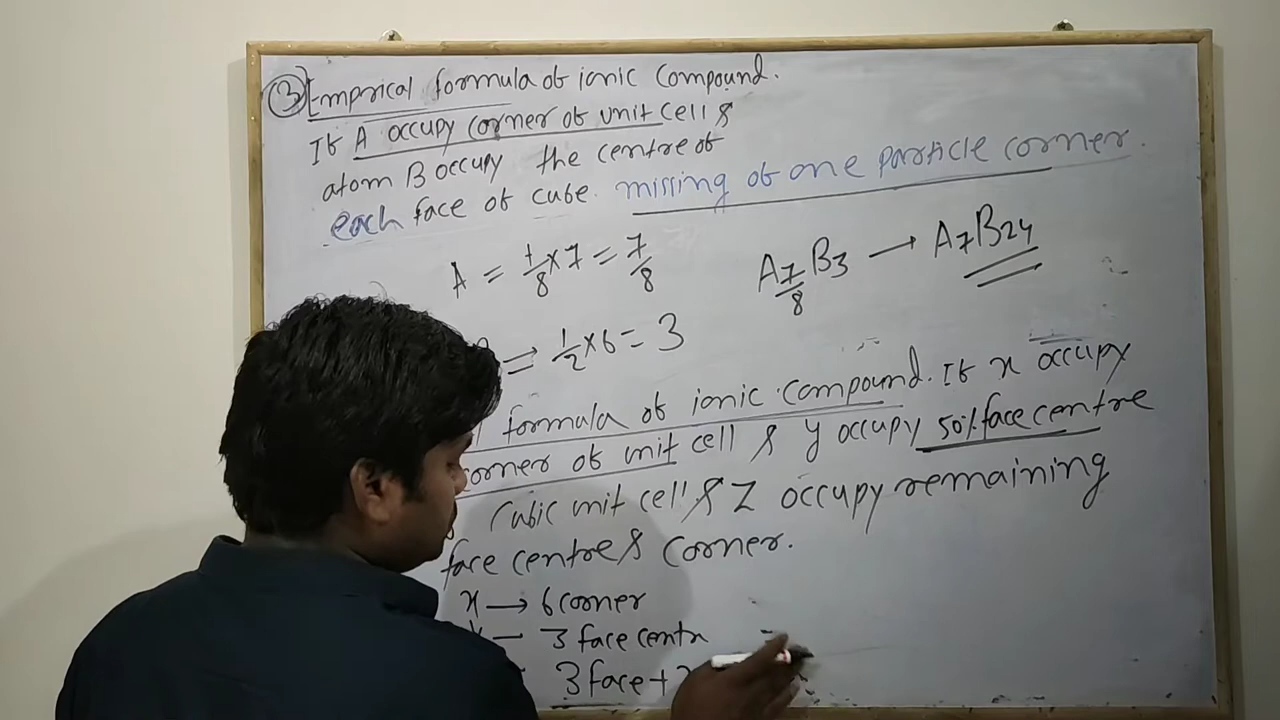 ③ Emprical formula of ionic compound.
If A occupy corner of unit cell &
atom B occupy the centre of
each face of cube. missing of one particle corner.
A = 1/8 × 7 = 7/8
A7/8 B3 → A7B24
⇒ 1/2 × 6 = 3
formula of ionic compound. If x occupy
corner of unit cell & y occupy 50% face centre
cubic unit cell & Z occupy remaining
face centre & corner.
x → 6 corner
3 face centr
3 face +